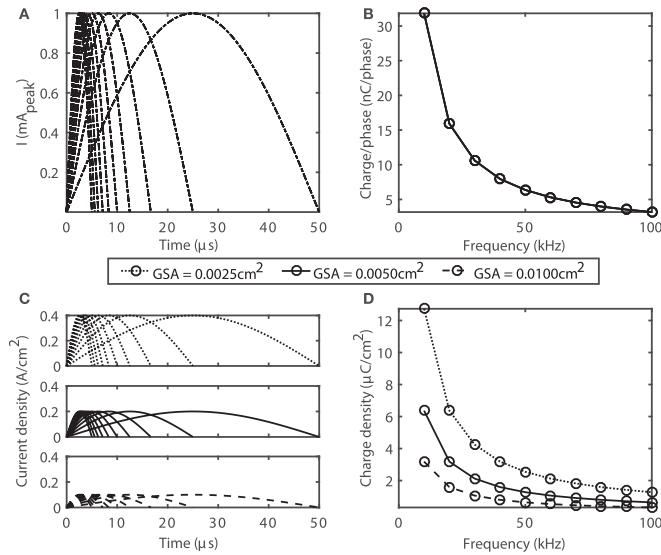 A
1
0.8
0.6
0.4
0.2
I (mA_peak)
0 10 20 30 40 50
Time (μs)
B
30
25
20
15
10
5
Charge/phase (nC/phase)
0 50 100
Frequency (kHz)
GSA = 0.0025cm² GSA = 0.0050cm² GSA = 0.0100cm²
C
0.4
0.2
0
0.4
0.2
0
0.4
0.2
0
Current density (A/cm²)
0 10 20 30 40 50
Time (μs)
D
12
10
8
6
4
2
Charge density (μC/cm²)
0 50 100
Frequency (kHz)